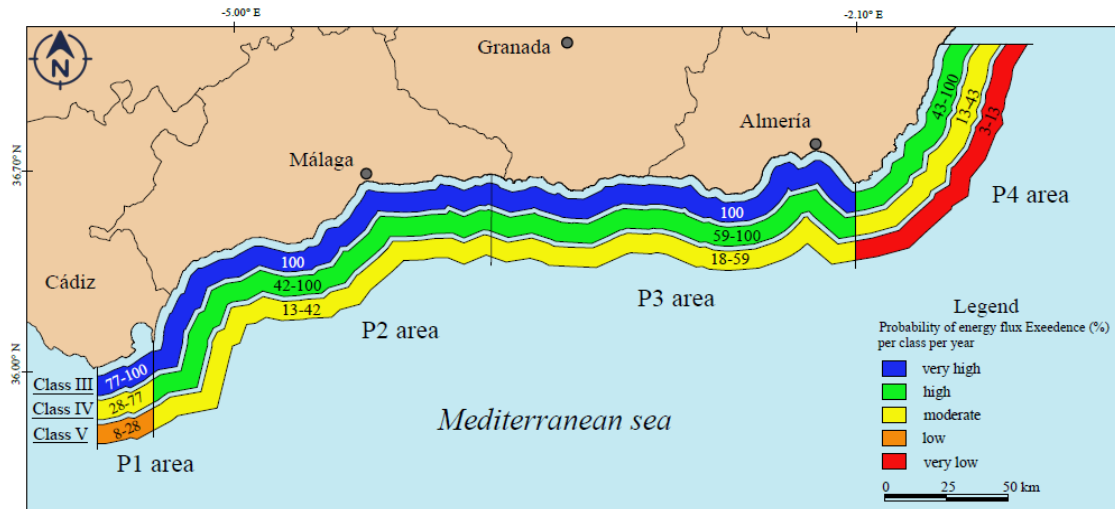 -5.00° E
-2.10° E
N
Granada
Almería
Málaga
Cádiz
36.70° N
36.00° N
43-100
13-43
3-13
P4 area
100
59-100
18-59
P3 area
100
42-100
13-42
P2 area
Class III
77-100
Class IV
28-77
Class V
8-28
P1 area
Mediterranean sea
Legend
Probability of energy flux Exeedence (%)
per class per year
very high
high
moderate
low
very low
0 25 50 km